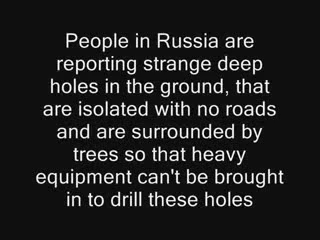 People in Russia are
reporting strange deep
holes in the ground, that
are isolated with no roads
and are surrounded by
trees so that heavy
equipment can't be brought
in to drill these holes